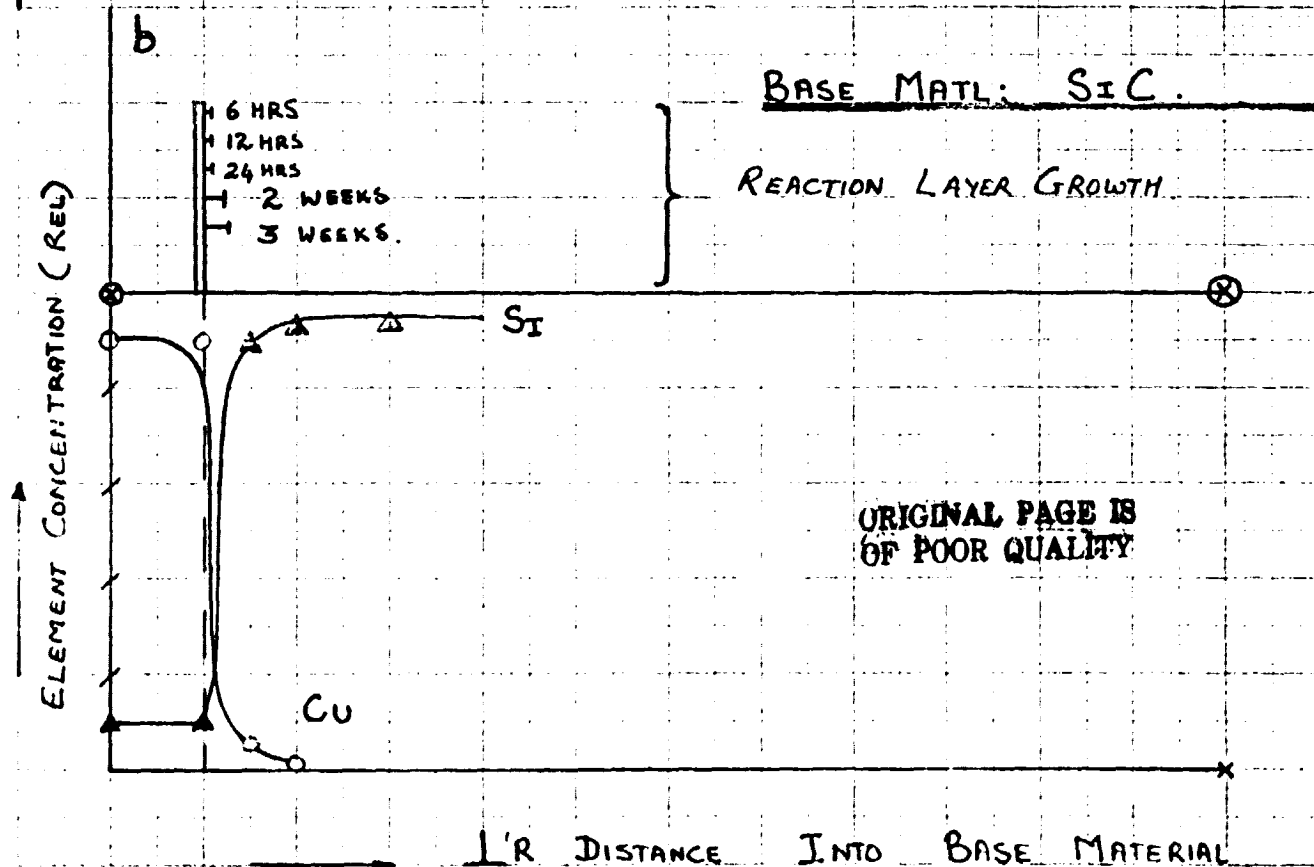 b
BASE MATL: SIC.
6 HRS
12 HRS
24 HRS
2 WEEKS
3 WEEKS.
REACTION LAYER GROWTH
ELEMENT CONCENTRATION (REL)
SI
CU
ORIGINAL PAGE IS
OF POOR QUALITY
⊥'R DISTANCE INTO BASE MATERIAL